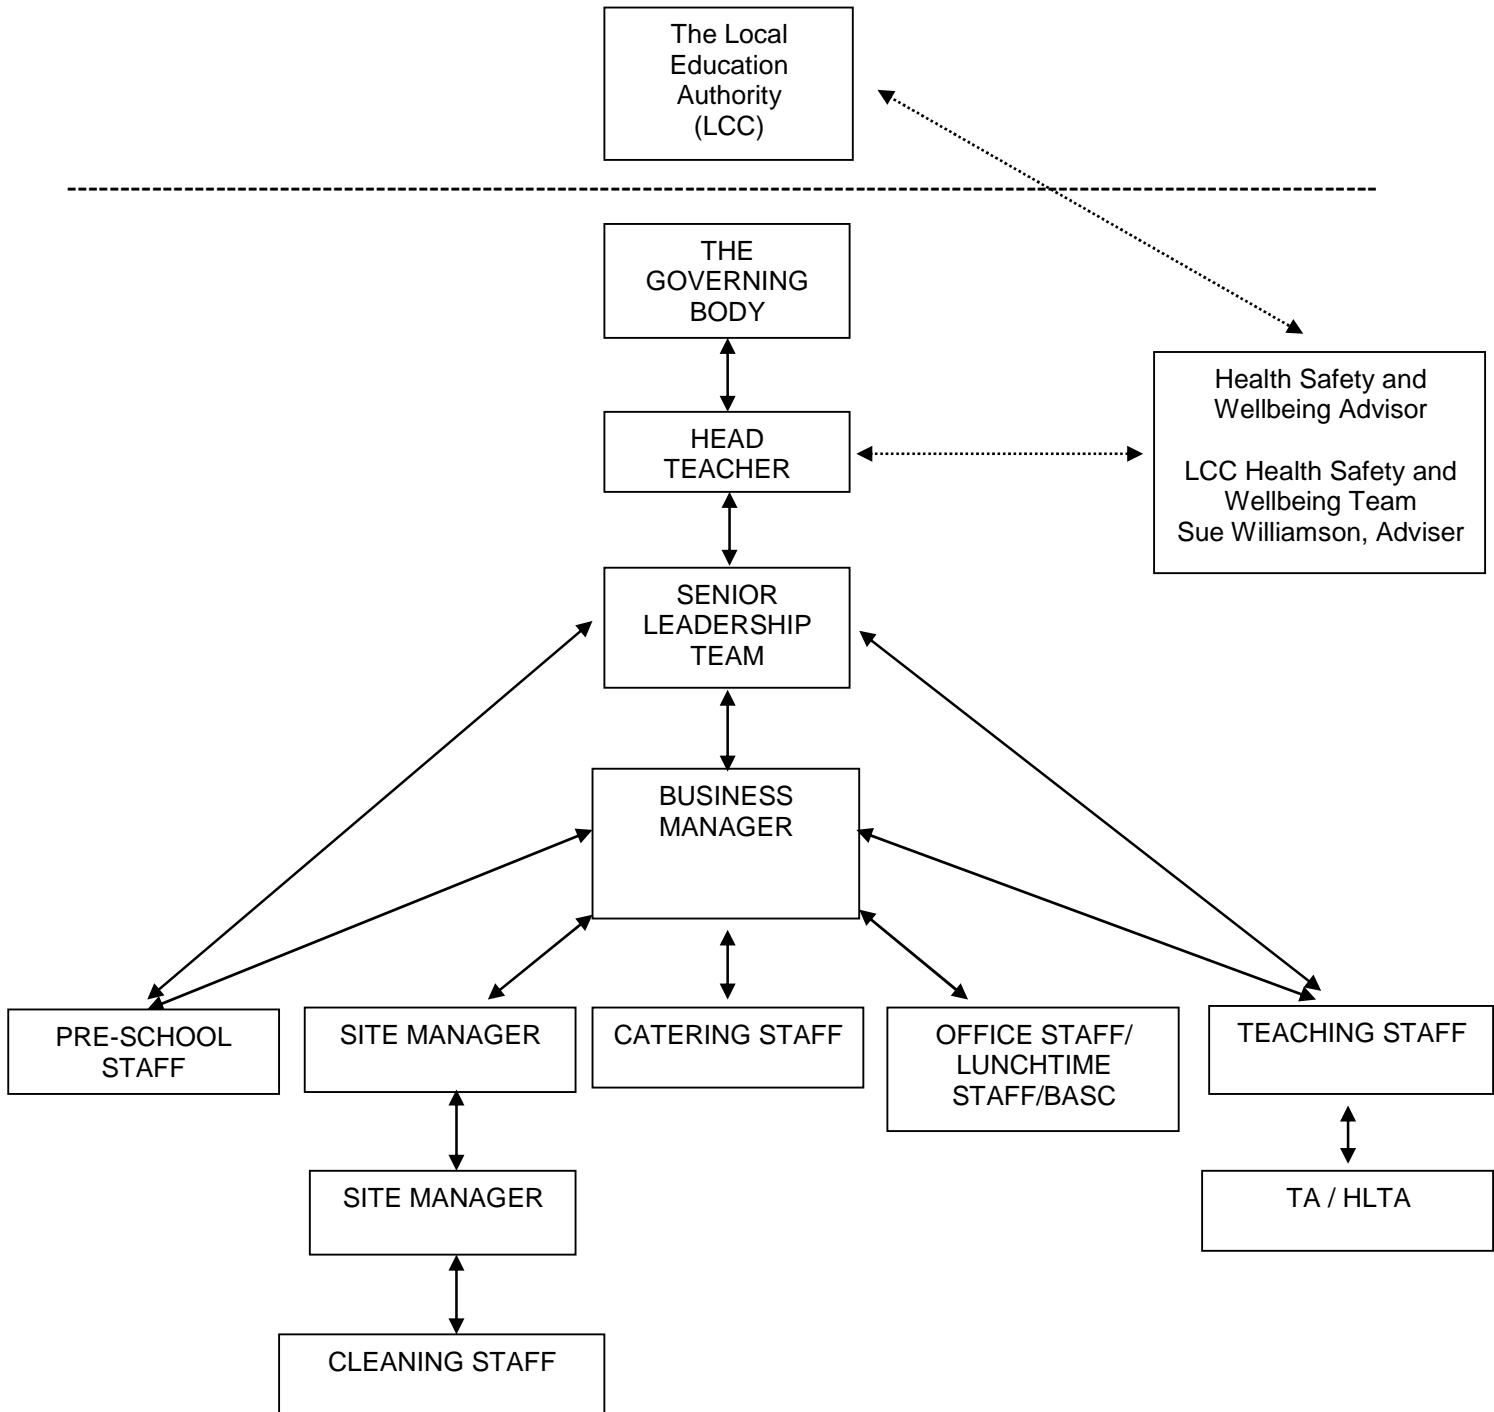 The Local
Education
Authority
(LCC)
THE
GOVERNING
BODY
HEAD
TEACHER
Health Safety and
Wellbeing Advisor
LCC Health Safety and
Wellbeing Team
Sue Williamson, Adviser
SENIOR
LEADERSHIP
TEAM
BUSINESS
MANAGER
PRE-SCHOOL
STAFF
SITE MANAGER
CATERING STAFF
OFFICE STAFF/
LUNCHTIME
STAFF/BASC
TEACHING STAFF
SITE MANAGER
TA / HLTA
CLEANING STAFF